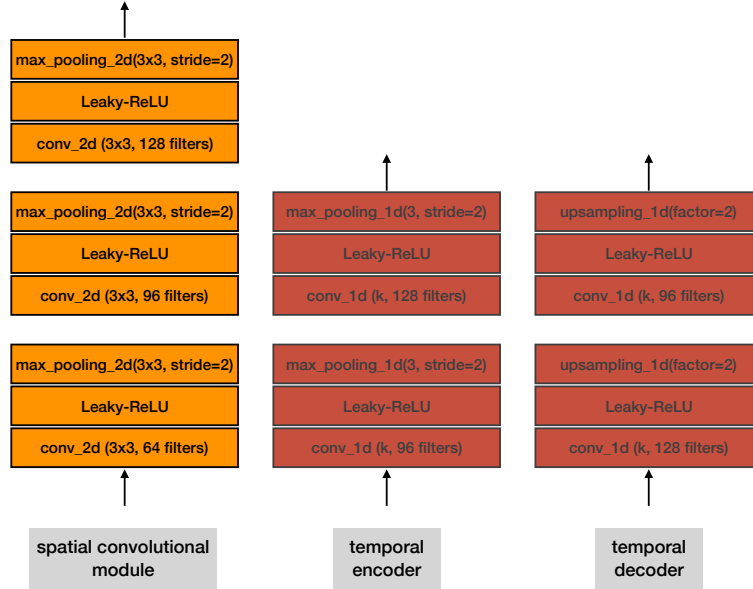 max_pooling_2d(3x3, stride=2)
Leaky-ReLU
conv_2d (3x3, 128 filters)
max_pooling_2d(3x3, stride=2)
Leaky-ReLU
conv_2d (3x3, 96 filters)
max_pooling_2d(3x3, stride=2)
Leaky-ReLU
conv_2d (3x3, 64 filters)
spatial convolutional
module
max_pooling_1d(3, stride=2)
Leaky-ReLU
conv_1d (k, 128 filters)
max_pooling_1d(3, stride=2)
Leaky-ReLU
conv_1d (k, 96 filters)
temporal
encoder
upsampling_1d(factor=2)
Leaky-ReLU
conv_1d (k, 96 filters)
upsampling_1d(factor=2)
Leaky-ReLU
conv_1d (k, 128 filters)
temporal
decoder